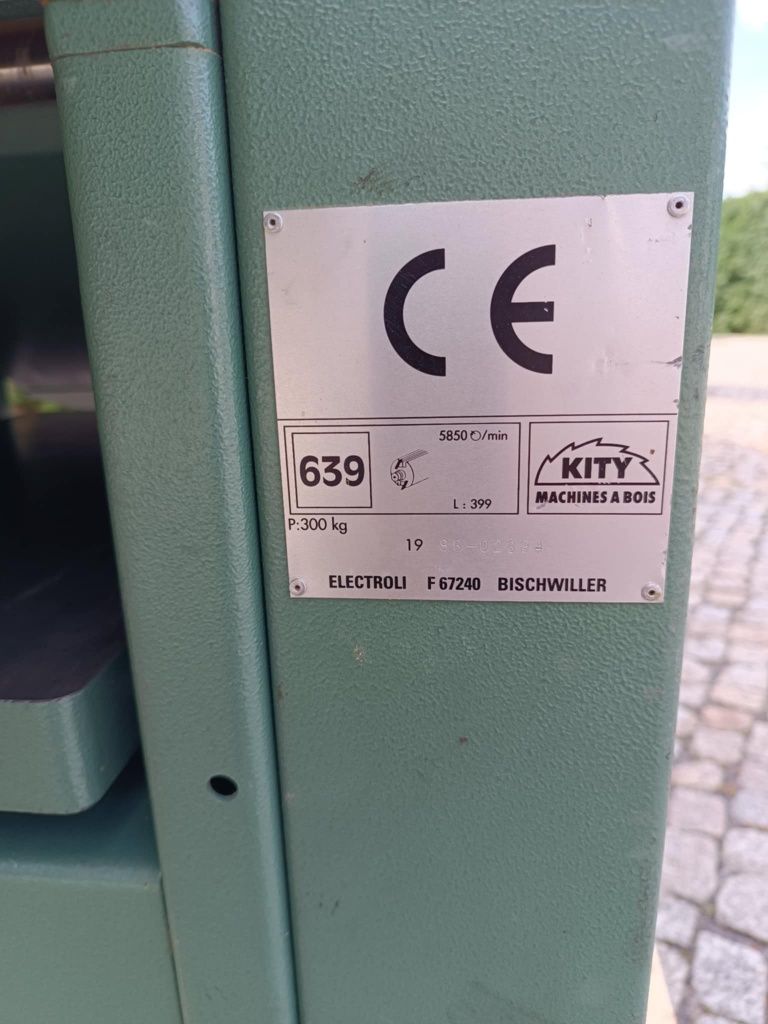 CE
639
5850 /min
L : 399
KITY
MACHINES A BOIS
P:300 kg
19
ELECTROLI F 67240 BISCHWILLER